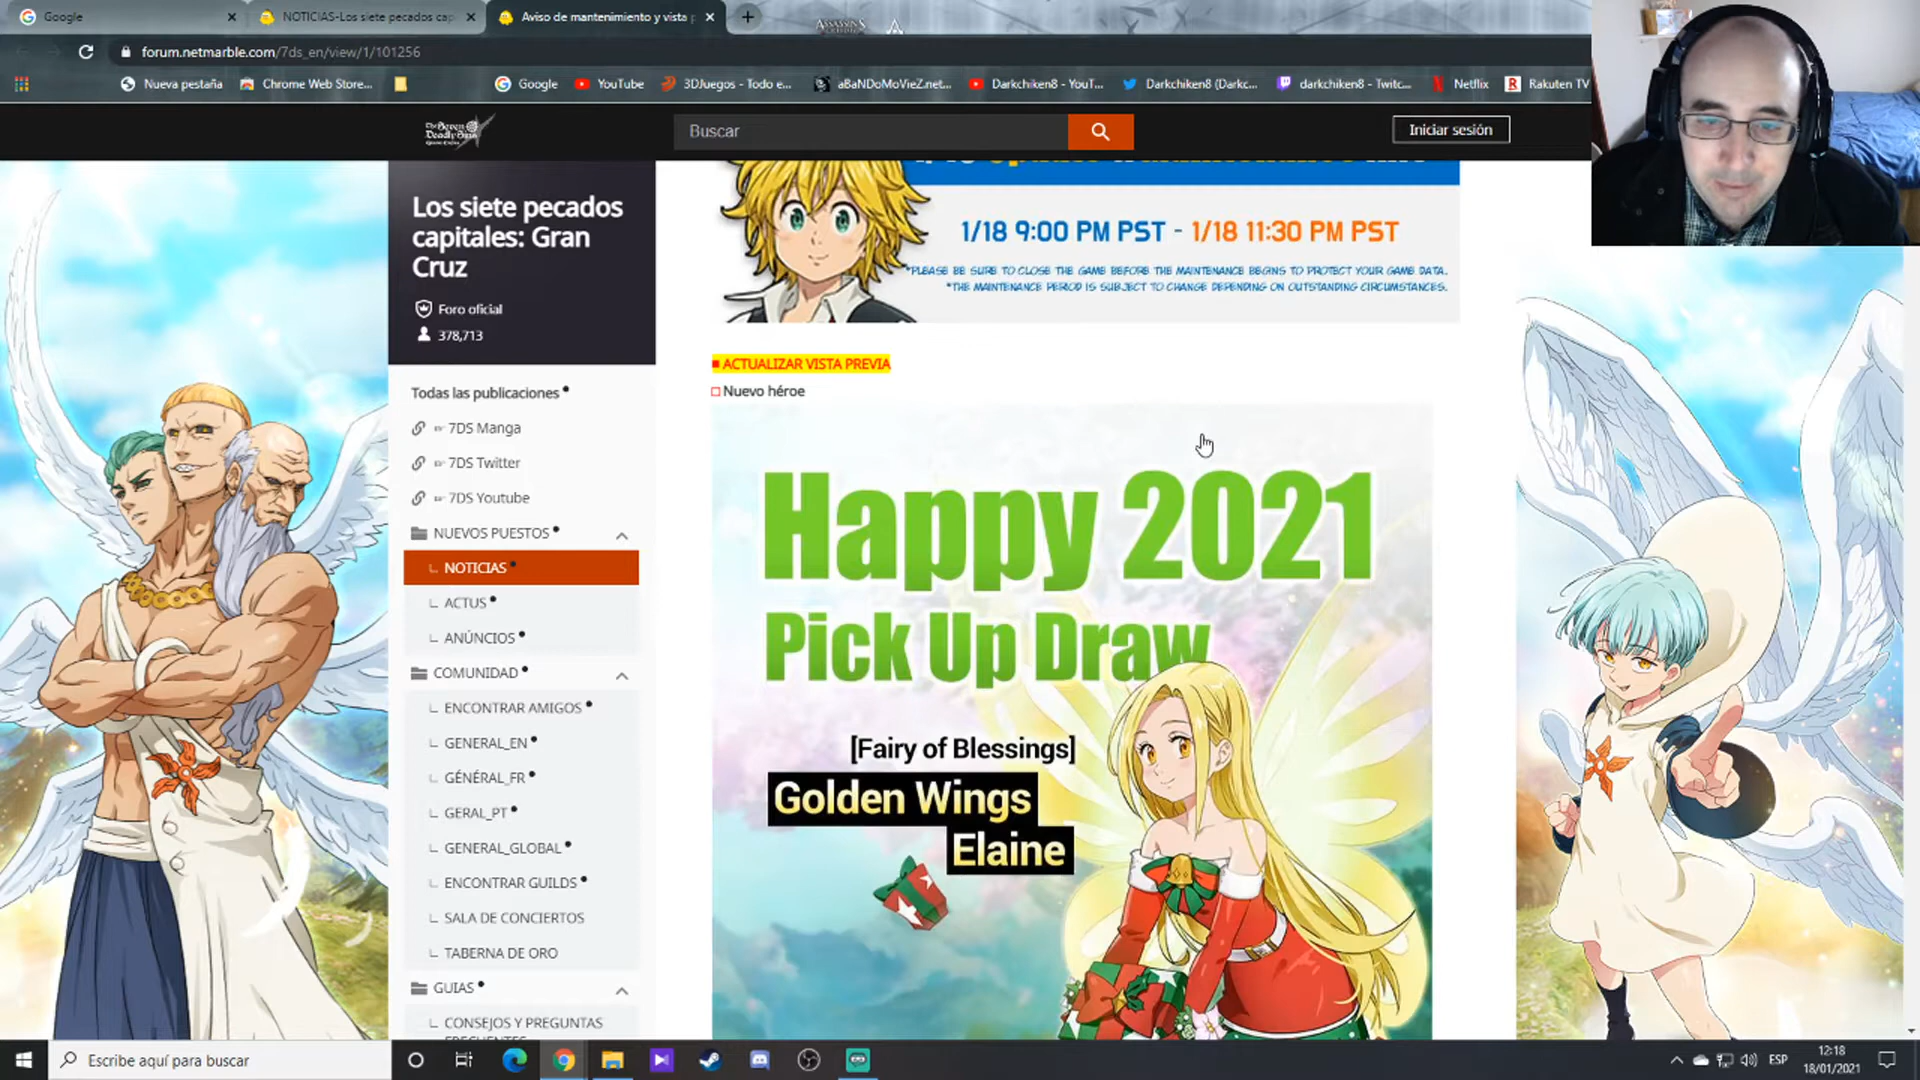 Google
NOTICIAS-Los siete pecados cap
Aviso de mantenimiento y vista p
ASSASSIN'S
forum.netmarble.com/7ds_en/view/1/101256
Nueva pestaña
Chrome Web Store...
Google
YouTube
3DJuegos - Todo e...
aBaNDoMoVieZ.net...
Darkchiken8 - YouT...
Darkchiken8 (Darkc...
darkchiken8 - Twitc...
Netflix
Rakuten TV
The Seven
Deadly Sins
Buscar
Iniciar sesión
Los siete pecados
capitales: Gran
Cruz
Foro oficial
378,713
Todas las publicaciones
7DS Manga
7DS Twitter
7DS Youtube
NUEVOS PUESTOS
NOTICIAS
ACTUS
ANÚNCIOS
COMUNIDAD
ENCONTRAR AMIGOS
GENERAL_EN
GÉNÉRAL_FR
GERAL_PT
GENERAL_GLOBAL
ENCONTRAR GUILDS
SALA DE CONCIERTOS
TABERNA DE ORO
GUIAS
CONSEJOS Y PREGUNTAS
FRECUENTES
1/18 9:00 PM PST - 1/18 11:30 PM PST
*PLEASE BE SURE TO CLOSE THE GAME BEFORE THE MAINTENANCE BEGINS TO PROTECT YOUR GAME DATA.
*THE MAINTENANCE PERIOD IS SUBJECT TO CHANGE DEPENDING ON OUTSTANDING CIRCUMSTANCES.
■ ACTUALIZAR VISTA PREVIA
□ Nuevo héroe
Happy 2021
Pick Up Draw
[Fairy of Blessings]
Golden Wings
Elaine
Escribe aquí para buscar
ESP
12:18
18/01/2021